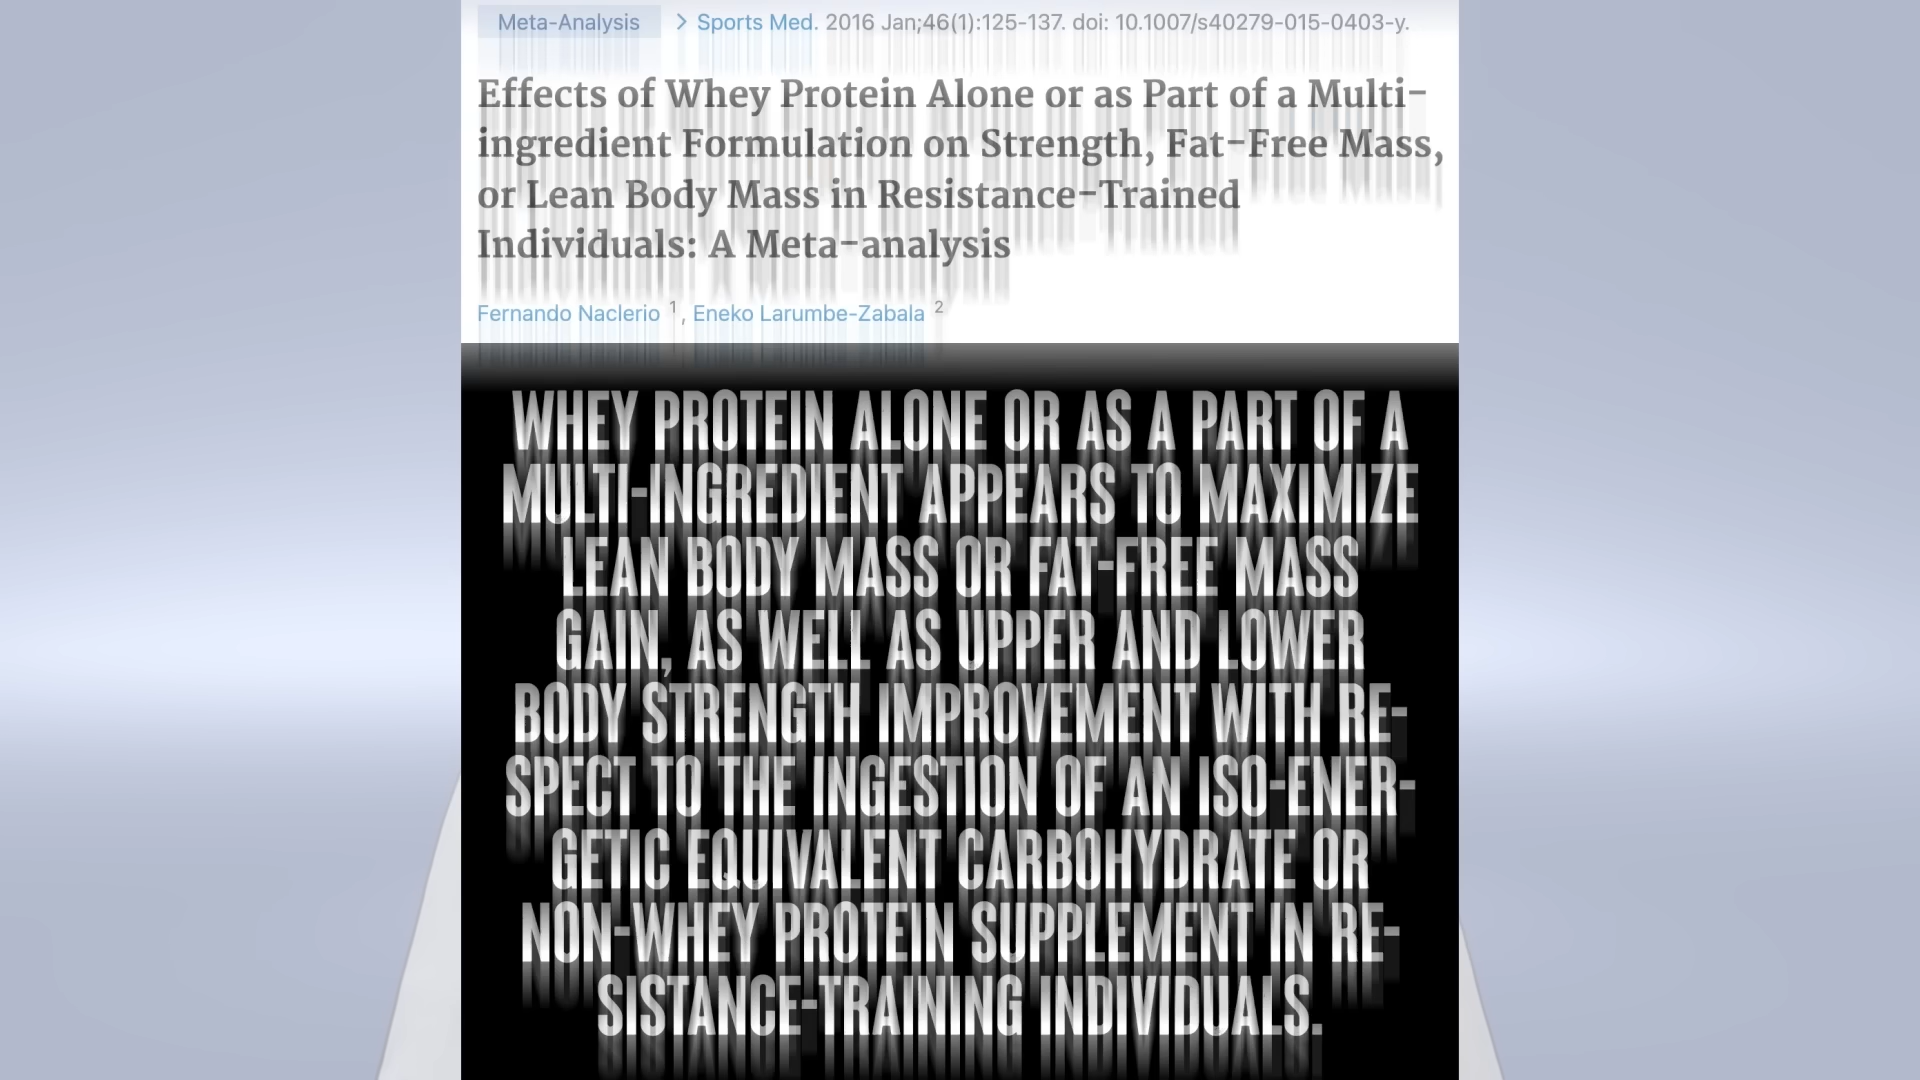 Meta-Analysis > Sports Med. 2016 Jan;46(1):125-137. doi: 10.1007/s40279-015-0403-y.
Effects of Whey Protein Alone or as Part of a Multi-
ingredient Formulation on Strength, Fat-Free Mass,
or Lean Body Mass in Resistance-Trained
Individuals: A Meta-analysis
Fernando Naclerio 1, Eneko Larumbe-Zabala 2
WHEY PROTEIN ALONE OR AS A PART OF A
MULTI-INGREDIENT APPEARS TO MAXIMIZE
LEAN BODY MASS OR FAT-FREE MASS
GAIN, AS WELL AS UPPER AND LOWER
BODY STRENGTH IMPROVEMENT WITH RE-
SPECT TO THE INGESTION OF AN ISO-ENER-
GETIC EQUIVALENT CARBOHYDRATE OR
NON-WHEY PROTEIN SUPPLEMENT IN RE-
SISTANCE-TRAINING INDIVIDUALS.